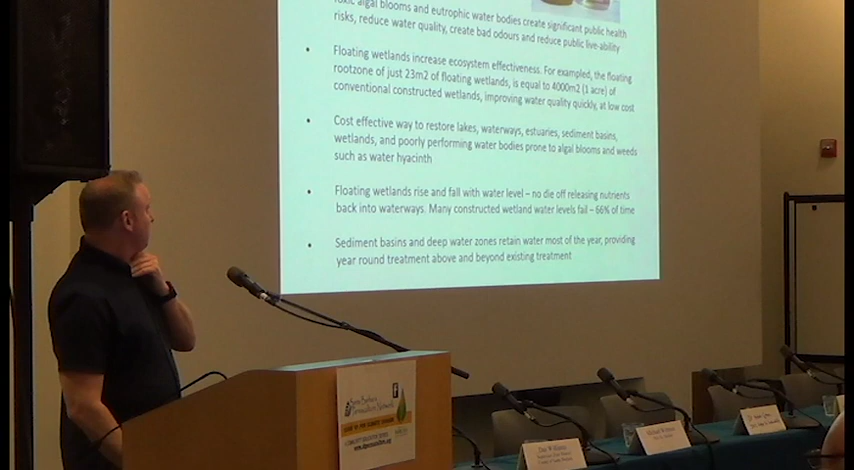 Toxic algal blooms and eutrophic water bodies create significant public health
risks, reduce water quality, create bad odours and reduce public live-ability
• Floating wetlands increase ecosystem effectiveness. For exampled, the floating
rootzone of just 23m2 of floating wetlands, is equal to 4000m2 (1 acre) of
conventional constructed wetlands, improving water quality quickly, at low cost
• Cost effective way to restore lakes, waterways, estuaries, sediment basins,
wetlands, and poorly performing water bodies prone to algal blooms and weeds
such as water hyacinth
• Floating wetlands rise and fall with water level – no die off releasing nutrients
back into waterways. Many constructed wetland water levels fail – 66% of time
• Sediment basins and deep water zones retain water most of the year, providing
year round treatment above and beyond existing treatment
Permaculture Network